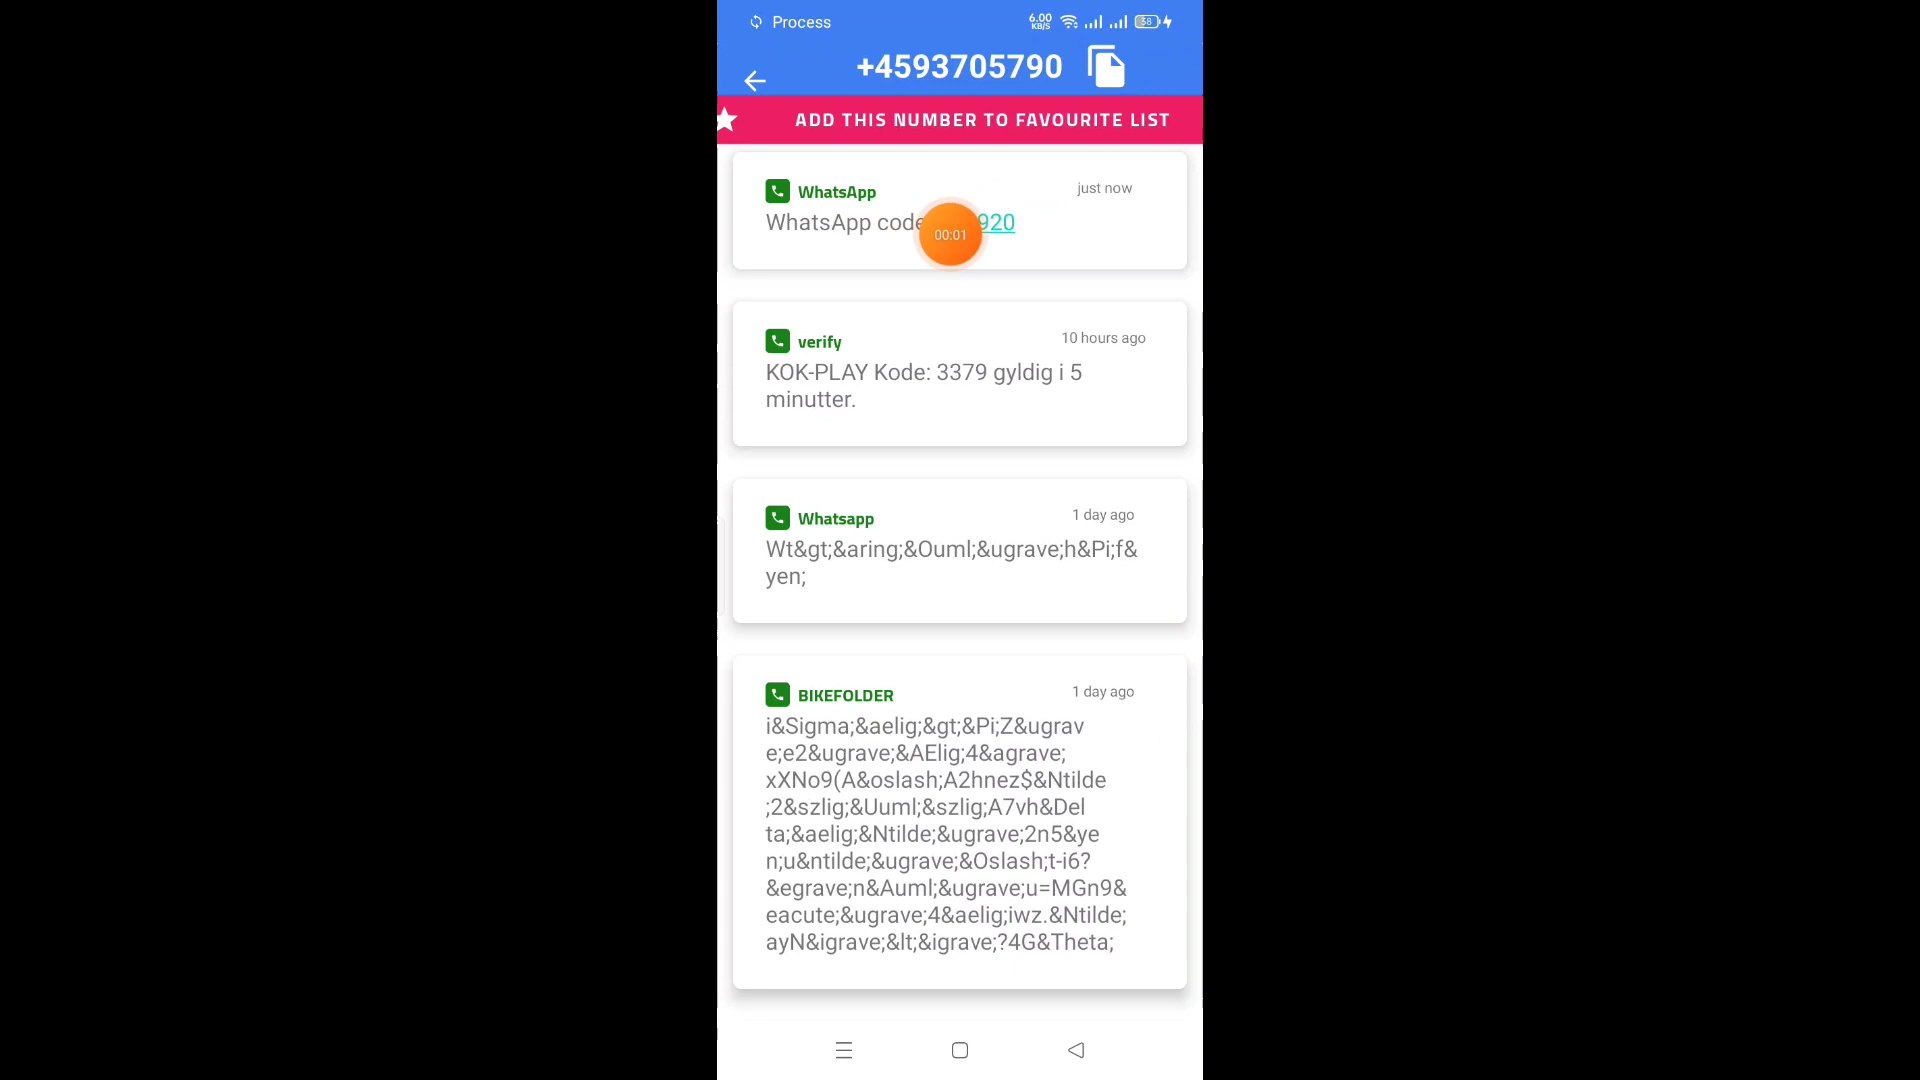 Process
6.00
KB/S
38
+4593705790
ADD THIS NUMBER TO FAVOURITE LIST
WhatsApp
just now
WhatsApp code 920
00:01
verify
10 hours ago
KOK-PLAY Kode: 3379 gyldig i 5
minutter.
Whatsapp
1 day ago
Wt&gt;&aring;&Ouml;&ugrave;h&Pi;f&
yen;
BIKEFOLDER
1 day ago
i&Sigma;&aelig;&gt;&Pi;Z&ugrav
e;e2&ugrave;&AElig;4&agrave;
xXNo9(A&oslash;A2hnez$&Ntilde
;2&szlig;&Uuml;&szlig;A7vh&Del
ta;&aelig;&Ntilde;&ugrave;2n5&ye
n;u&ntilde;&ugrave;&Oslash;t-i6?
&egrave;n&Auml;&ugrave;u=MGn9&
eacute;&ugrave;4&aelig;iwz.&Ntilde;
ayN&igrave;&lt;&igrave;?4G&Theta;